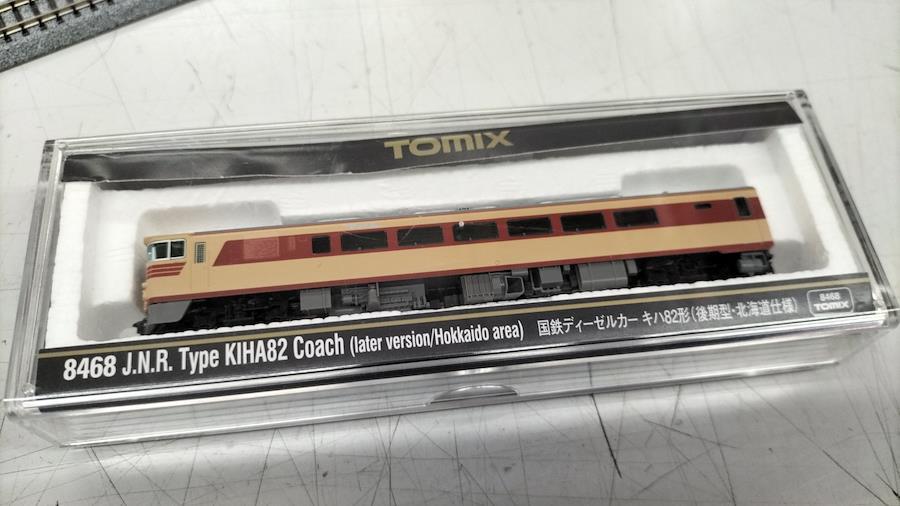 TOMIX
8468 J.N.R. Type KIHA82 Coach (later version/Hokkaido area) 国鉄ディーゼルカー キハ82形(後期型・北海道仕様)
8468
TOMIX